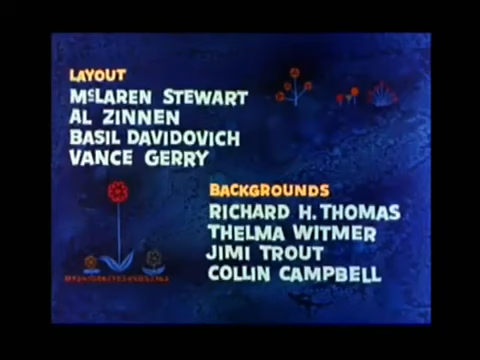 LAYOUT
McLAREN STEWART
AL ZINNEN
BASIL DAVIDOVICH
VANCE GERRY
BACKGROUNDS
RICHARD H. THOMAS
THELMA WITMER
JIMI TROUT
COLLIN CAMPBELL